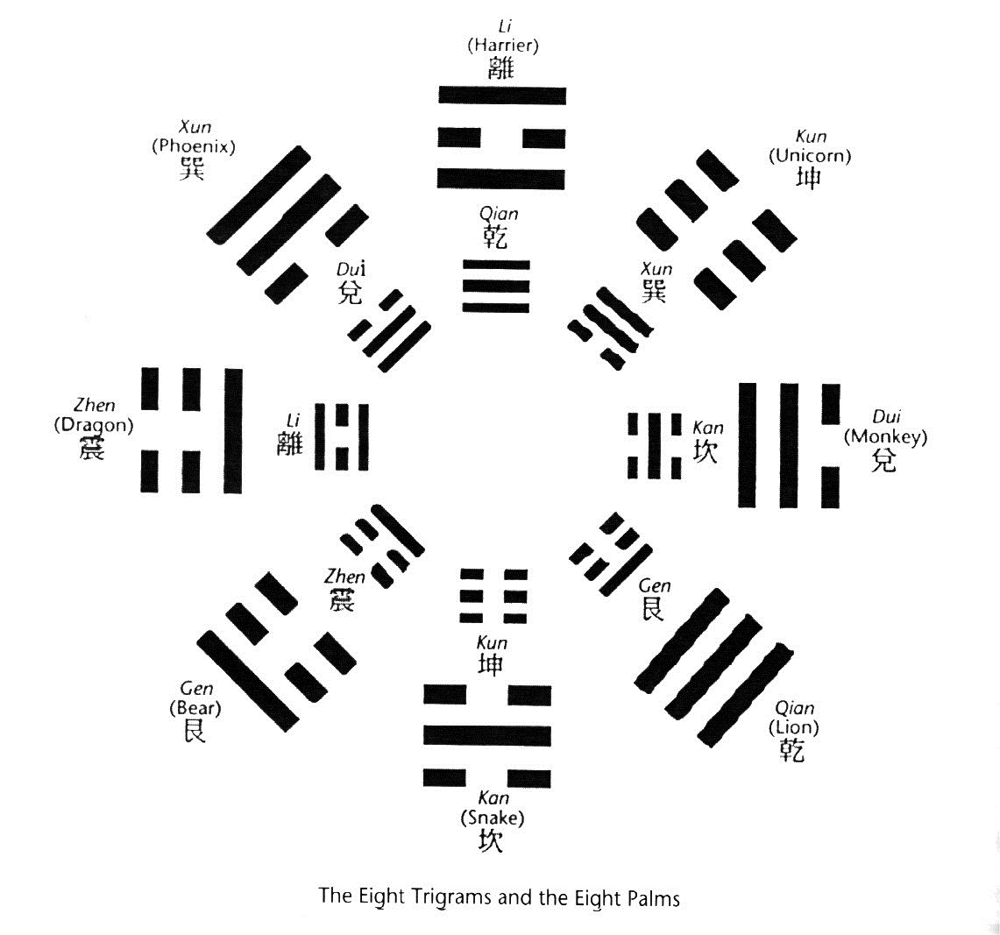 Li
(Harrier)
離
Xun
(Phoenix)
巽
Kun
(Unicorn)
坤
Qian
乾
Dui
兌
Xun
巽
Zhen
(Dragon)
震
Li
離
Kan
坎
Dui
(Monkey)
兌
Zhen
震
Gen
艮
Kun
坤
Gen
(Bear)
艮
Qian
(Lion)
乾
Kan
(Snake)
坎
The Eight Trigrams and the Eight Palms